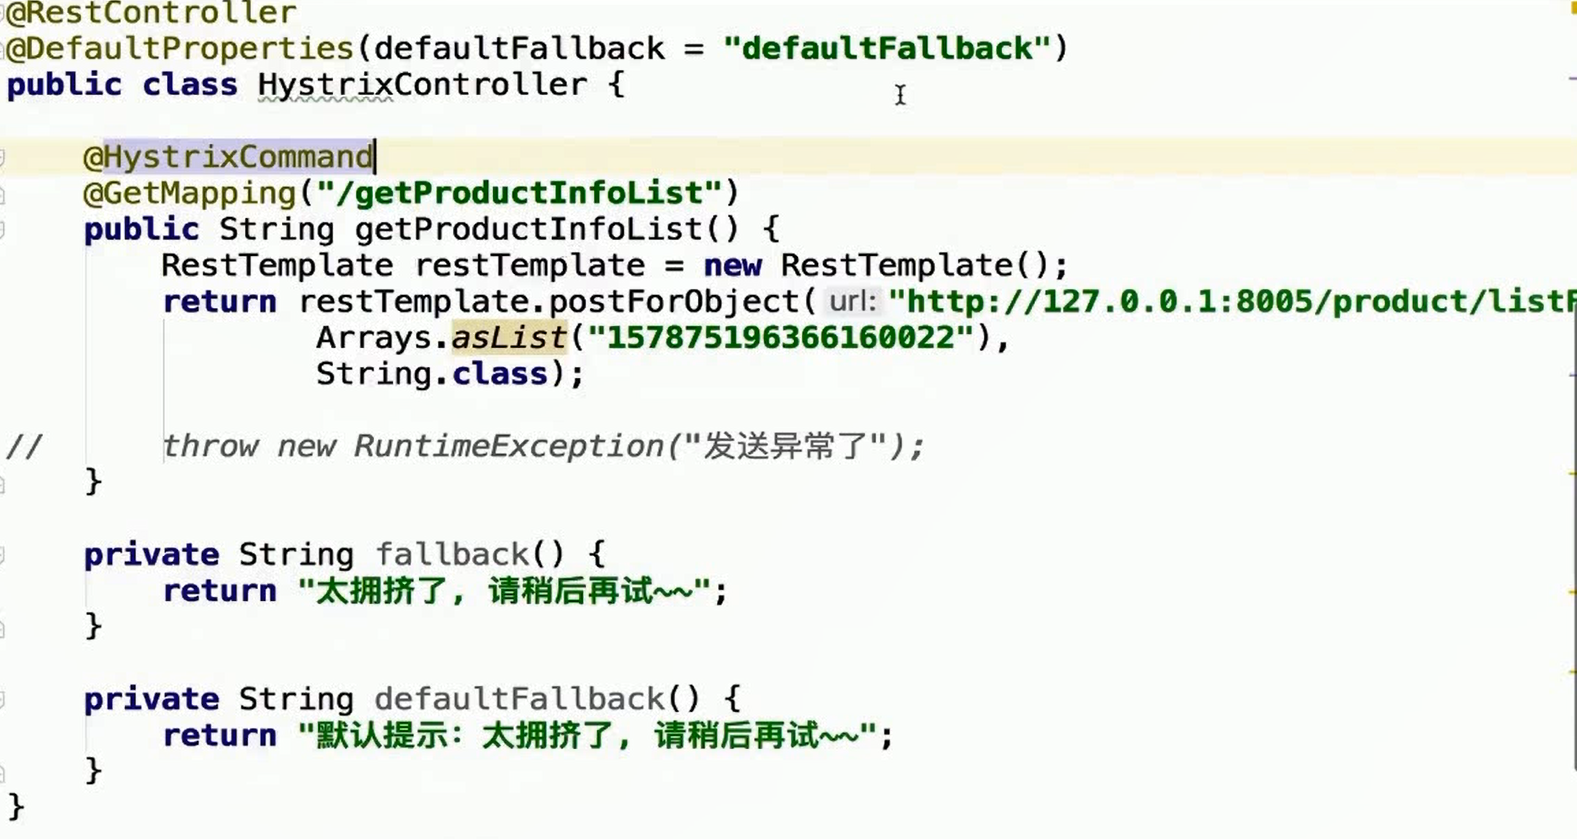 @RestController
@DefaultProperties(defaultFallback = "defaultFallback")
public class HystrixController {
@HystrixCommand
@GetMapping("/getProductInfoList")
public String getProductInfoList() {
RestTemplate restTemplate = new RestTemplate();
return restTemplate.postForObject( url: "http://127.0.0.1:8005/product/listF
Arrays.asList("157875196366160022"),
String.class);
// throw new RuntimeException("发送异常了");
}
private String fallback() {
return "太拥挤了, 请稍后再试~~";
}
private String defaultFallback() {
return "默认提示: 太拥挤了, 请稍后再试~~";
}
}